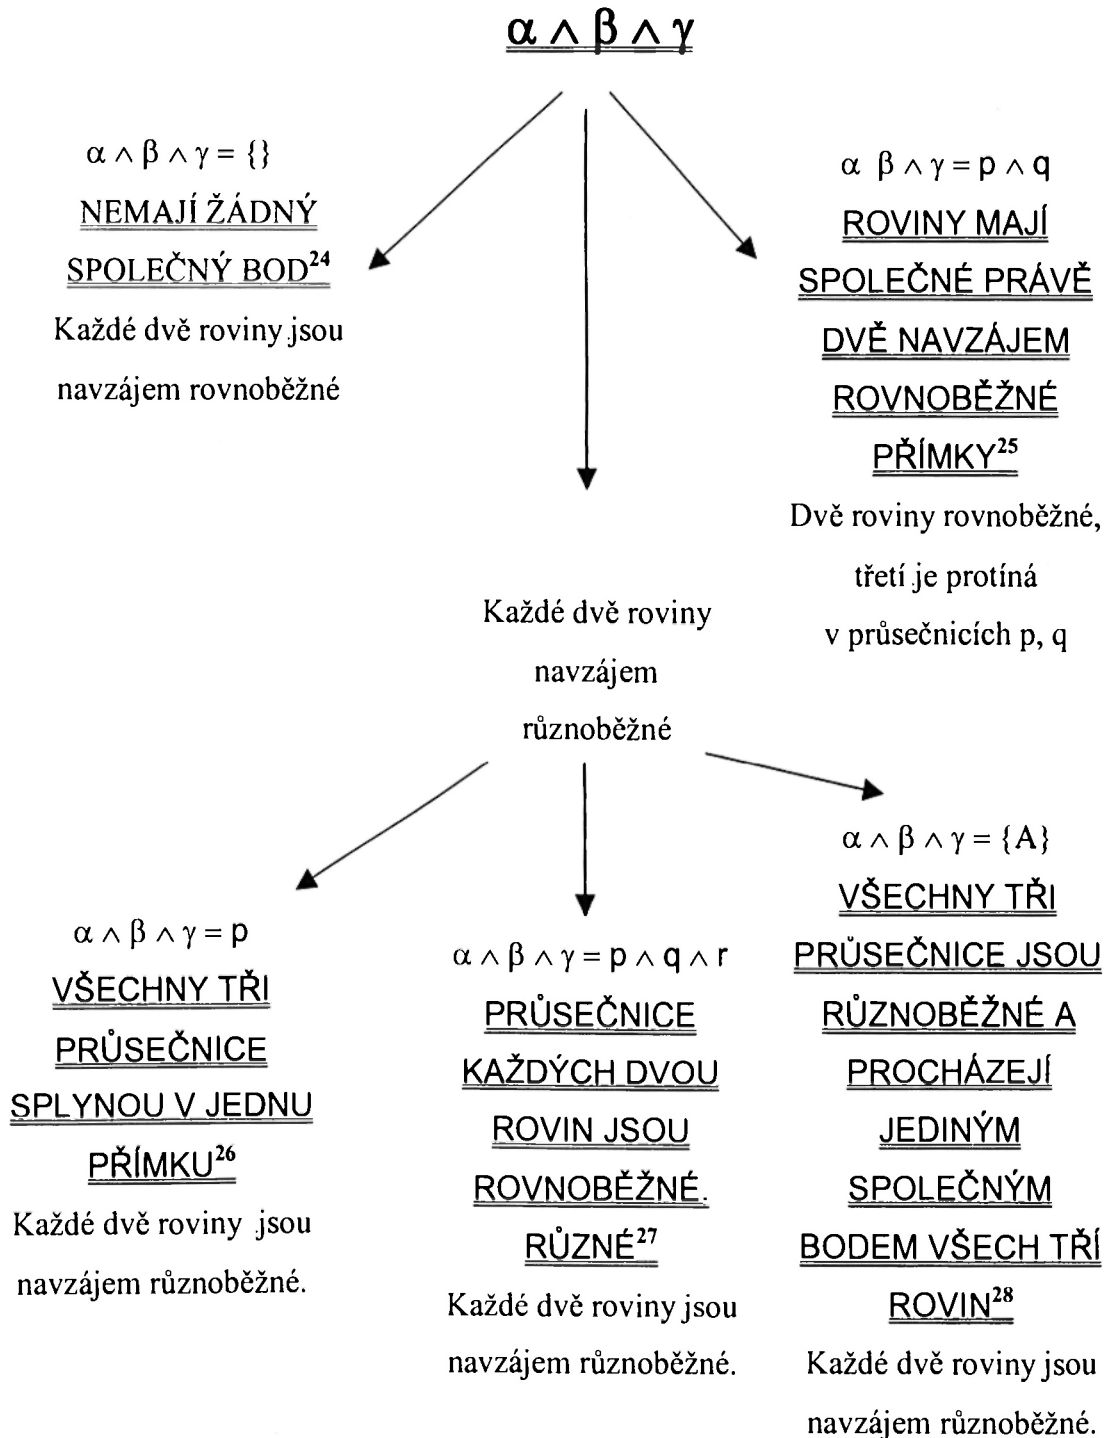 α ∧ β ∧ γ
α ∧ β ∧ γ = {}
NEMAJÍ ŽÁDNÝ
SPOLEČNÝ BOD24
Každé dvě roviny jsou
navzájem rovnoběžné
α β ∧ γ = p ∧ q
ROVINY MAJÍ
SPOLEČNÉ PRÁVĚ
DVĚ NAVZÁJEM
ROVNOBĚŽNÉ
PŘÍMKY25
Dvě roviny rovnoběžné,
třetí je protíná
v průsečnicích p, q
Každé dvě roviny
navzájem
různoběžné
α ∧ β ∧ γ = p
VŠECHNY TŘI
PRŮSEČNICE
SPLYNOU V JEDNU
PŘÍMKU26
Každé dvě roviny jsou
navzájem různoběžné.
α ∧ β ∧ γ = p ∧ q ∧ r
PRŮSEČNICE
KAŽDÝCH DVOU
ROVIN JSOU
ROVNOBĚŽNÉ.
RŮZNÉ27
Každé dvě roviny jsou
navzájem různoběžné.
α ∧ β ∧ γ = {A}
VŠECHNY TŘI
PRŮSEČNICE JSOU
RŮZNOBĚŽNÉ A
PROCHÁZEJÍ
JEDINÝM
SPOLEČNÝM
BODEM VŠECH TŘÍ
ROVIN28
Každé dvě roviny jsou
navzájem různoběžné.